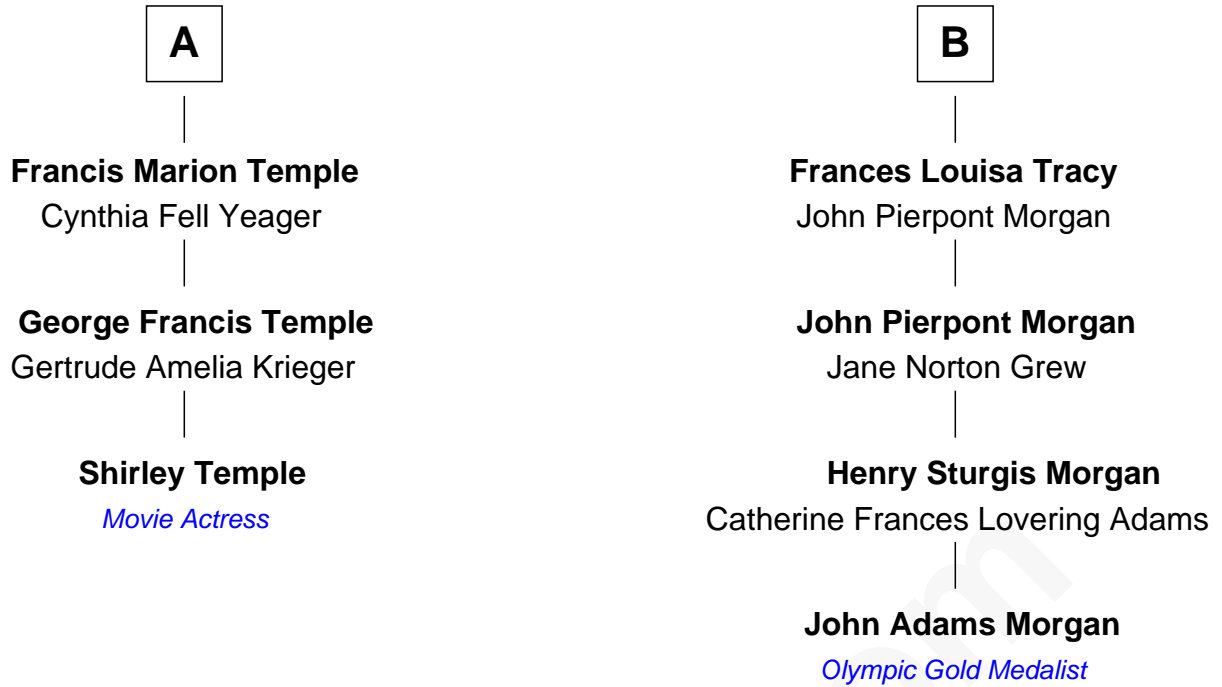 A
Francis Marion Temple
Cynthia Fell Yeager
George Francis Temple
Gertrude Amelia Krieger
Shirley Temple
Movie Actress
B
Frances Louisa Tracy
John Pierpont Morgan
John Pierpont Morgan
Jane Norton Grew
Henry Sturgis Morgan
Catherine Frances Lovering Adams
John Adams Morgan
Olympic Gold Medalist